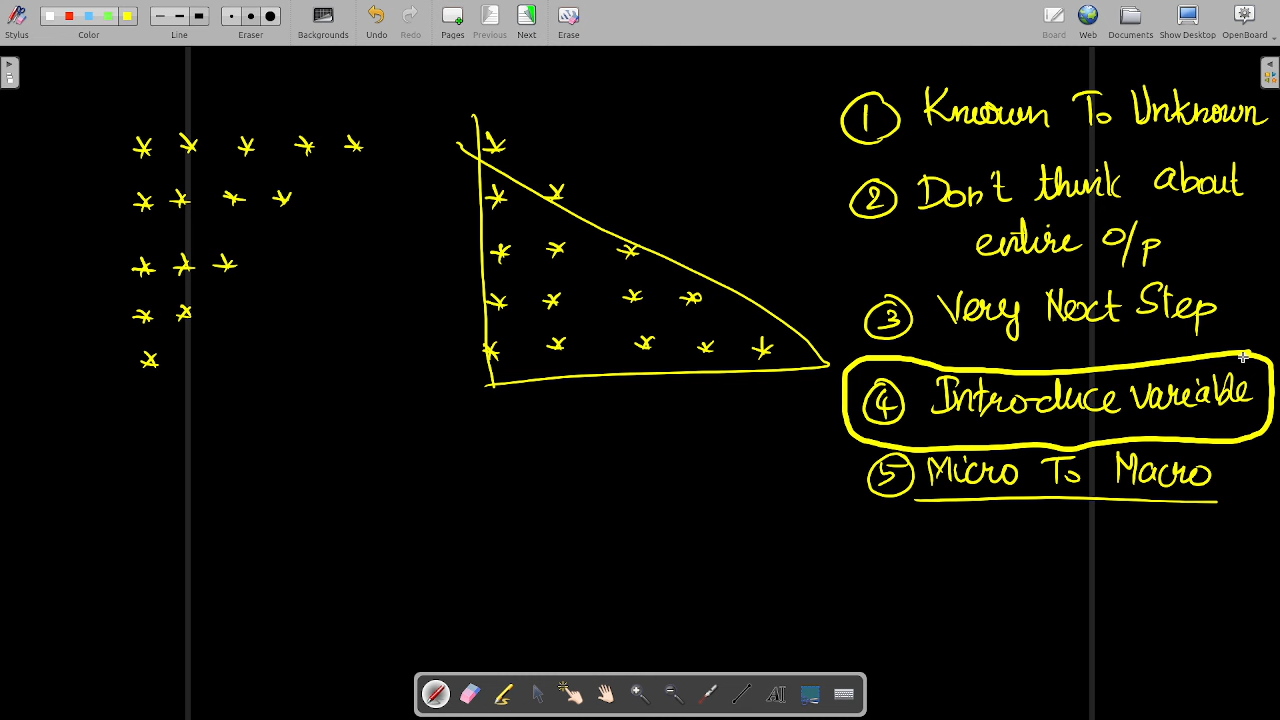 Stylus
Color
Line
Eraser
Backgrounds
Undo
Redo
Pages
Previous
Next
Erase
Board
Web
Documents
Show Desktop
OpenBoard
* * * * *
* * * *
* * *
* *
*
*
* *
* * *
* * * *
* * * * *
① Known To Unknown
② Don't think about
entire o/p
③ Very Next Step
④ Introduce variable
⑤ Micro To Macro
AI